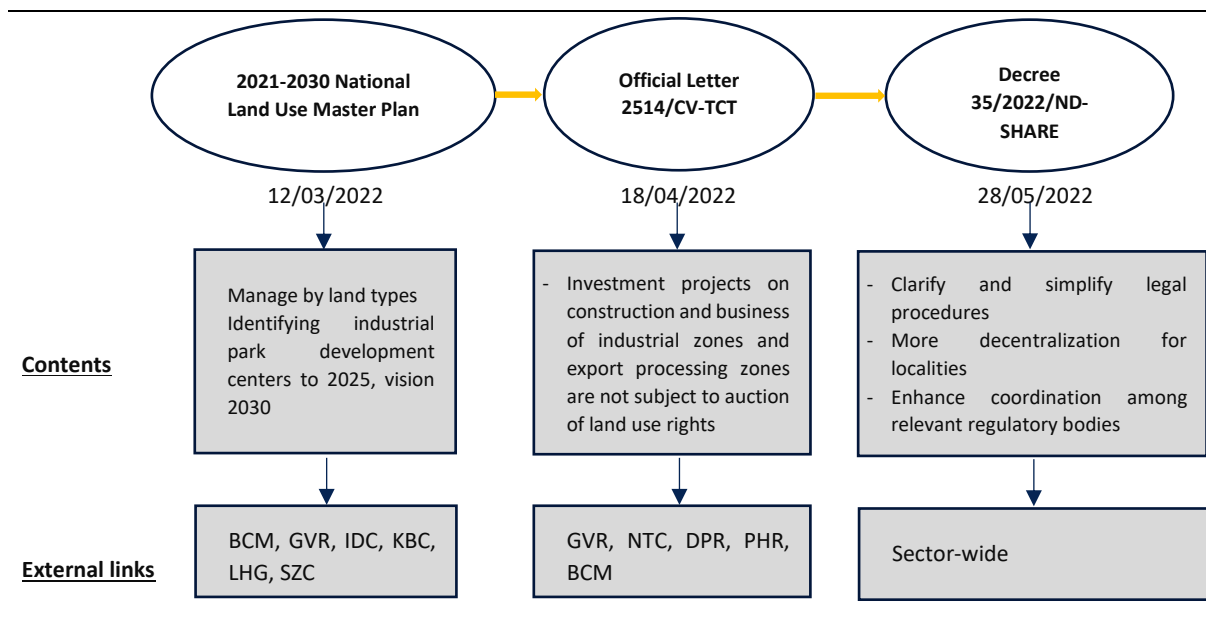 2021-2030 National
Land Use Master Plan
Official Letter
2514/CV-TCT
Decree
35/2022/ND-
SHARE
12/03/2022
18/04/2022
28/05/2022
Contents
Manage by land types
Identifying industrial
park development
centers to 2025, vision
2030
- Investment projects on
construction and business
of industrial zones and
export processing zones
are not subject to auction
of land use rights
- Clarify and simplify legal
procedures
- More decentralization for
localities
- Enhance coordination among
relevant regulatory bodies
External links
BCM, GVR, IDC, KBC,
LHG, SZC
GVR, NTC, DPR, PHR,
BCM
Sector-wide